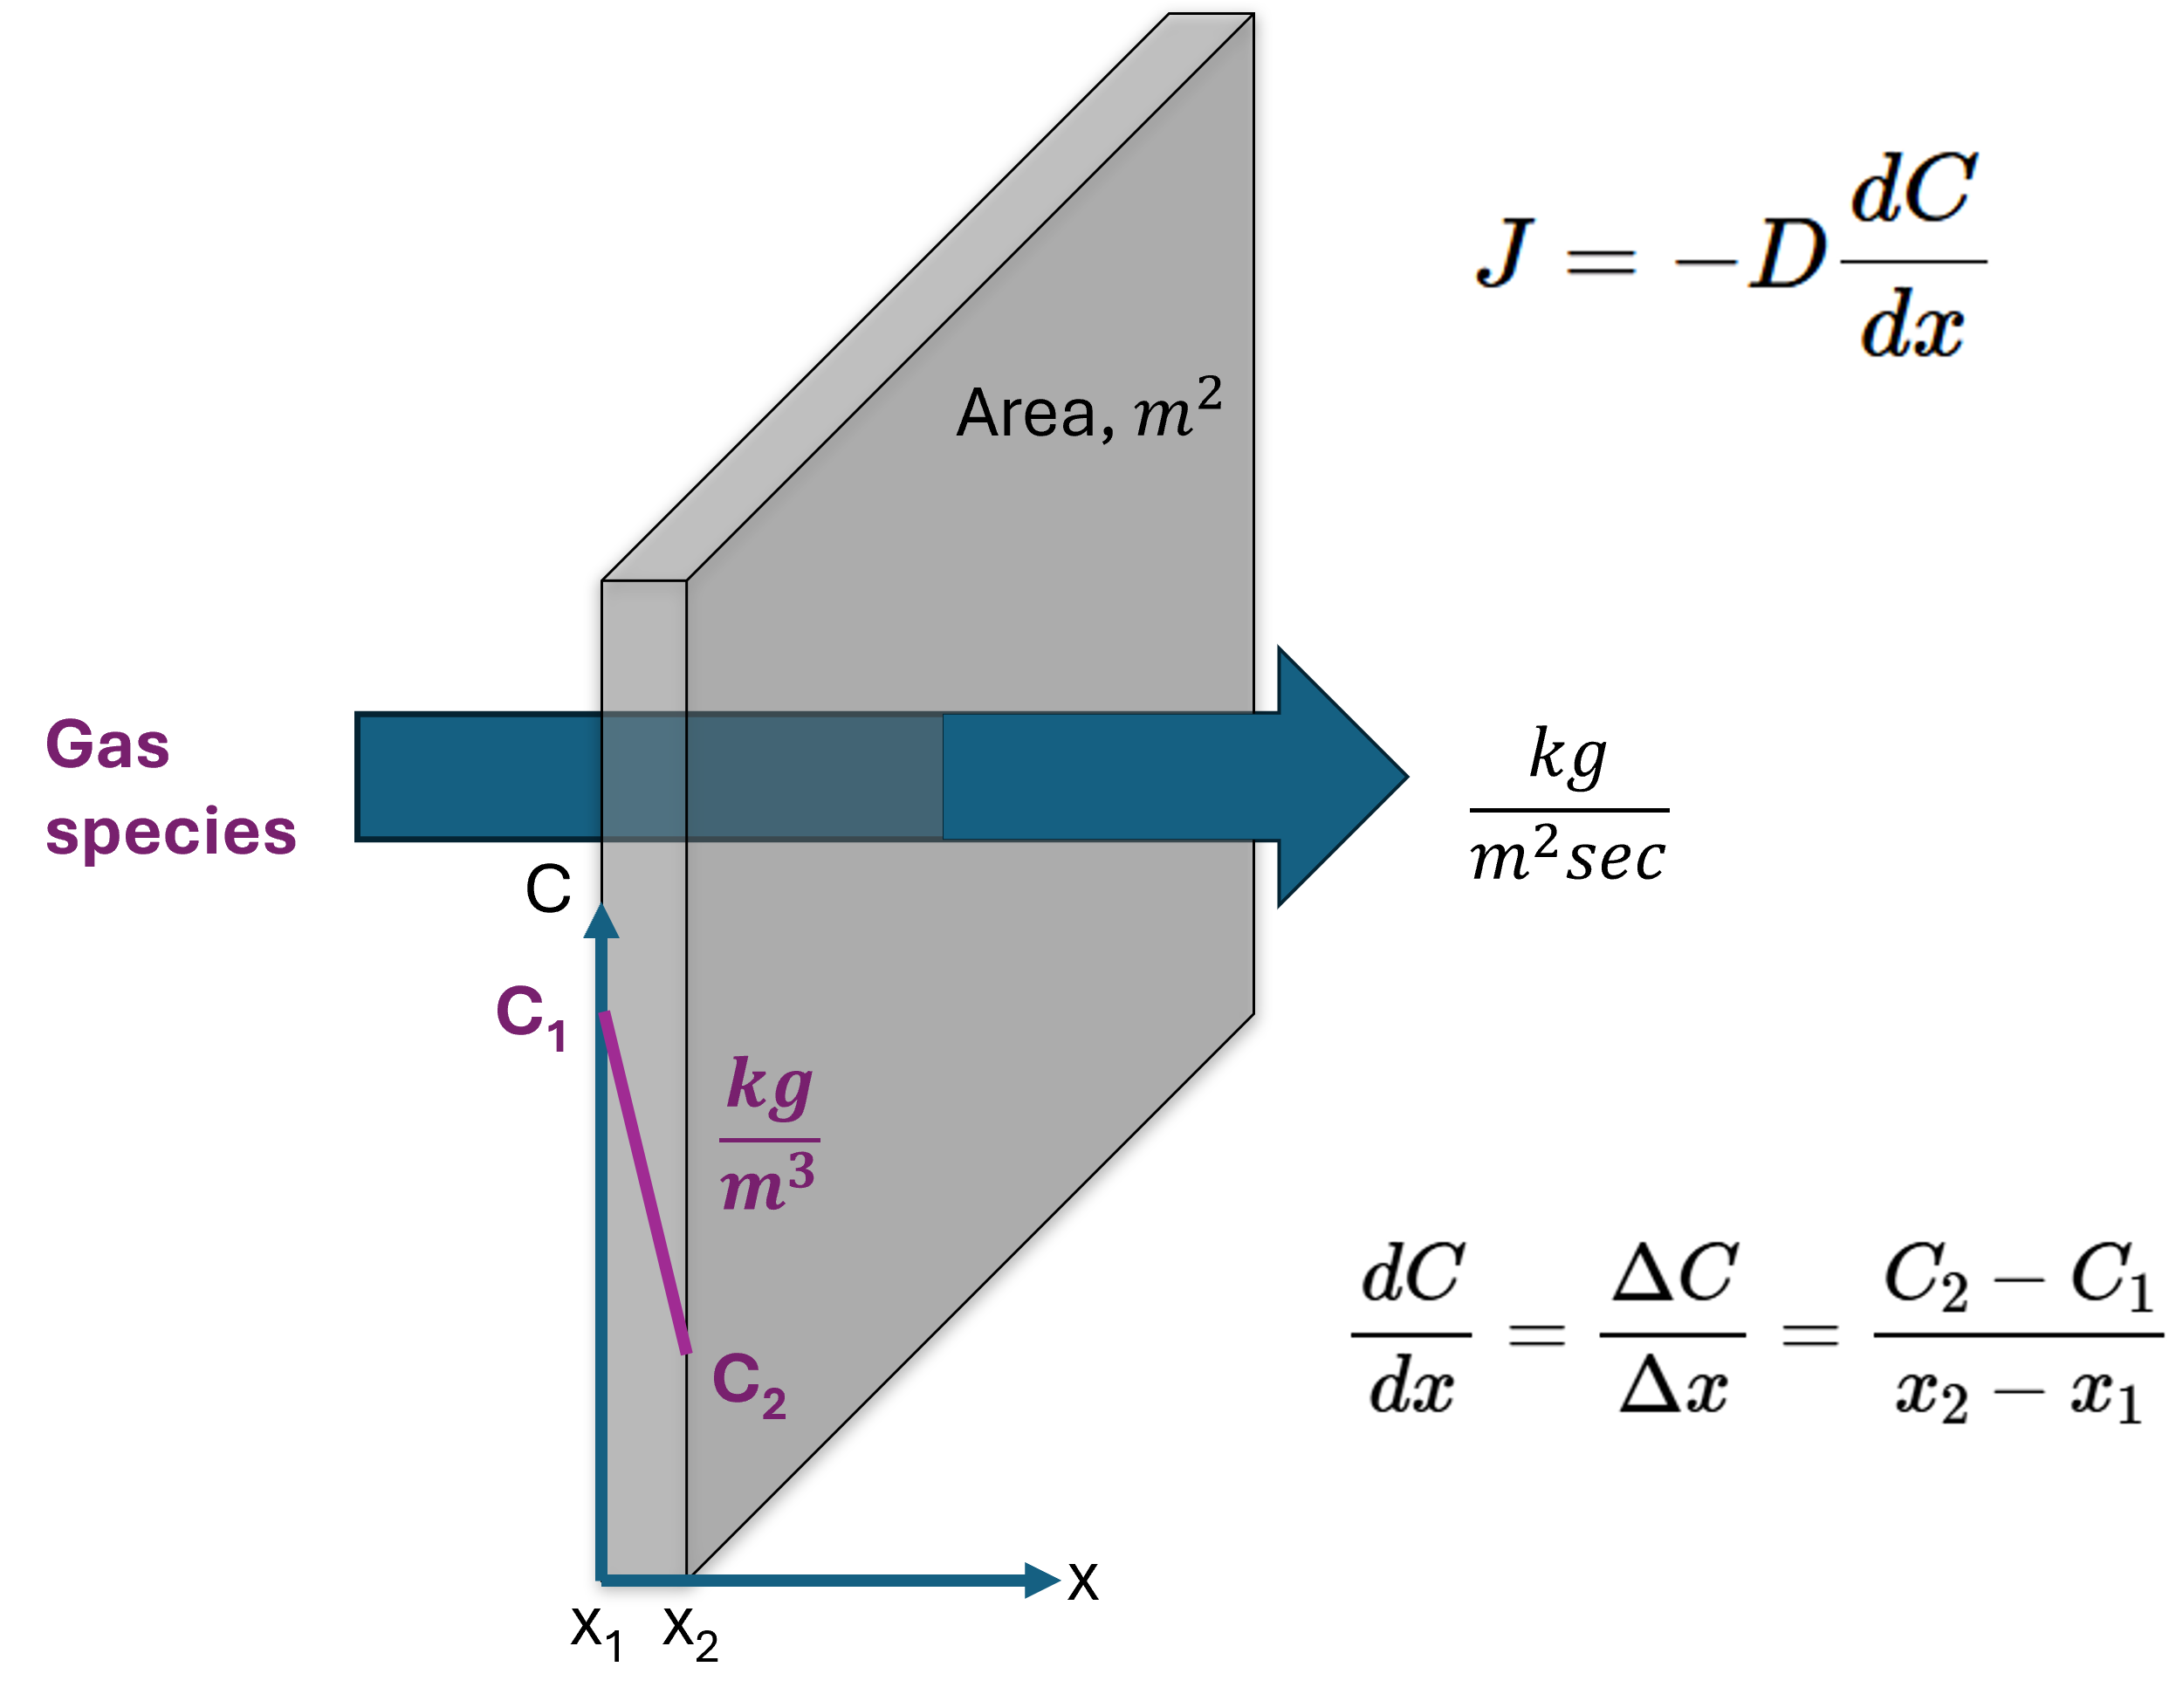 J = −D dC/dx
Area, m²
Gas
species
kg/m²sec
C
C₁
kg/m³
dC/dx = ΔC/Δx = C₂ − C₁/x₂ − x₁
C₂
x
x₁ x₂